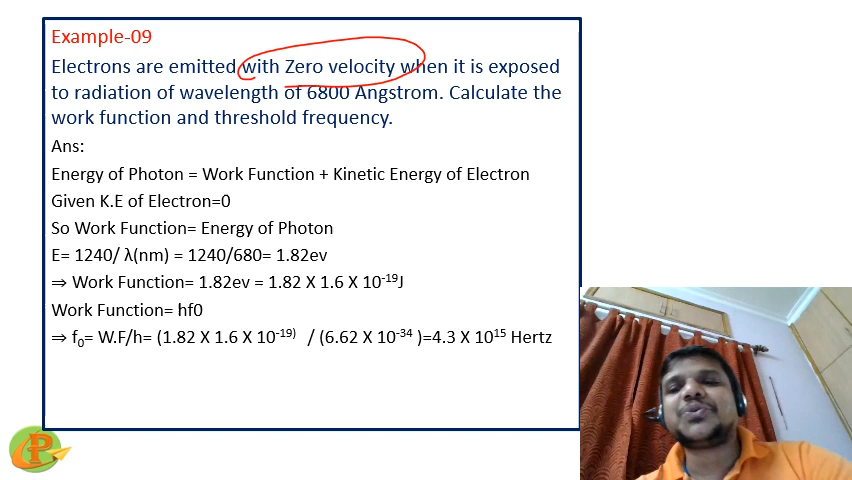 Example-09
Electrons are emitted with Zero velocity when it is exposed
to radiation of wavelength of 6800 Angstrom. Calculate the
work function and threshold frequency.
Ans:
Energy of Photon = Work Function + Kinetic Energy of Electron
Given K.E of Electron=0
So Work Function= Energy of Photon
E= 1240/ λ(nm) = 1240/680= 1.82ev
⇒ Work Function= 1.82ev = 1.82 X 1.6 X 10⁻¹⁹J
Work Function= hf0
⇒ f₀= W.F/h= (1.82 X 1.6 X 10⁻¹⁹⁾ / (6.62 X 10⁻³⁴ )=4.3 X 10¹⁵ Hertz
P